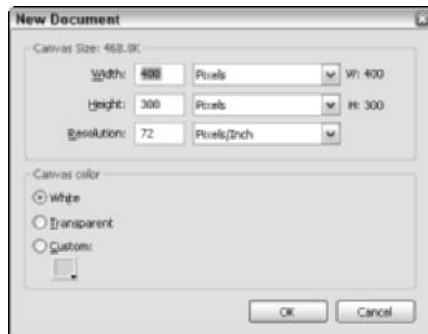 New Document
Canvas Size: 468.8K
Width: 400 Pixels W: 400
Height: 300 Pixels H: 300
Resolution: 72 Pixels/Inch
Canvas color
White
Transparent
Custom:
OK Cancel